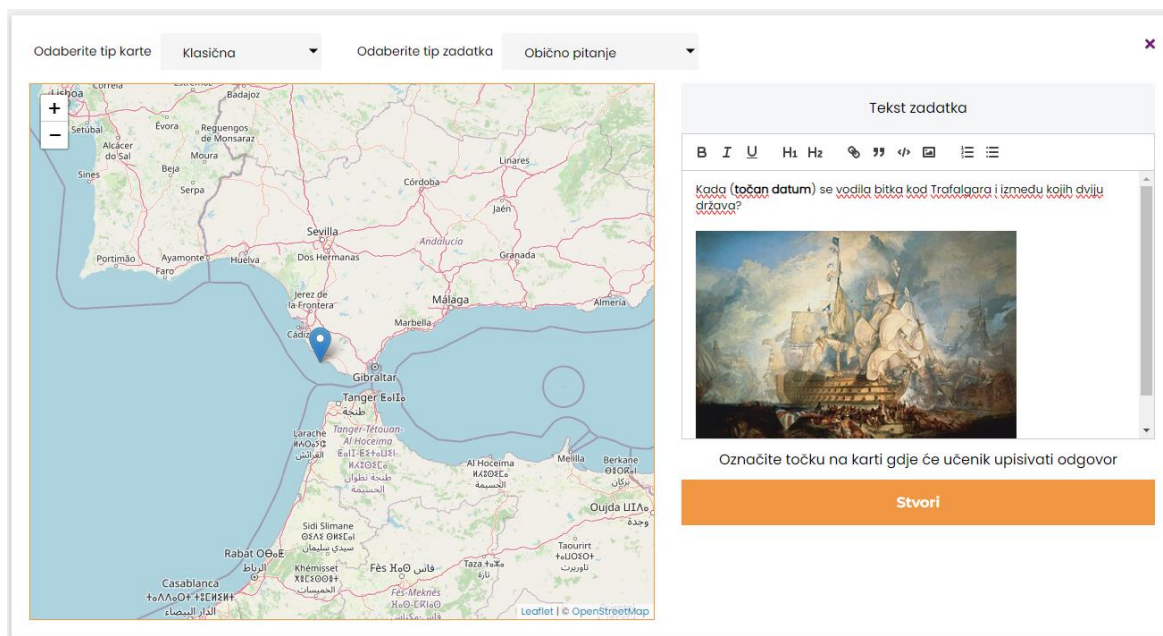 Odaberite tip karte
Klasična
Odaberite tip zadatka
Obično pitanje
×
+
−
Lisboa
Correia
Badajoz
Setúbal
Évora
Reguengos
de Monsaraz
Alcácer
do Sal
Moura
Beja
Sines
Serpa
Linares
Córdoba
Jaén
Sevilla
Andalucía
Portimão
Ayamonte
Huelva
Dos Hermanas
Granada
Faro
Jerez de
la Frontera
Málaga
Almería
Marbella
Cádiz
Gibraltar
Tanger
طنجة
Larache
العرائش
Tanger-Tétouan-
Al Hoceima
طنجة تطوان
الحسيمة
Al Hoceima
الحسيمة
Melilla
Berkane
بركان
Oujda
وجدة
Sidi Slimane
سيدي سليمان
Rabat
الرباط
Khémisset
الخميسات
Fès
فاس
Taza
تازة
Taourirt
تاوريرت
Casablanca
الدار البيضاء
Fès-Meknès
فاس-مكناس
Leaflet | © OpenStreetMap
Tekst zadatka
B I U H1 H2
Kada (točan datum) se vodila bitka kod Trafalgara i između kojih dviju
država?
Označite točku na karti gdje će učenik upisivati odgovor
Stvori